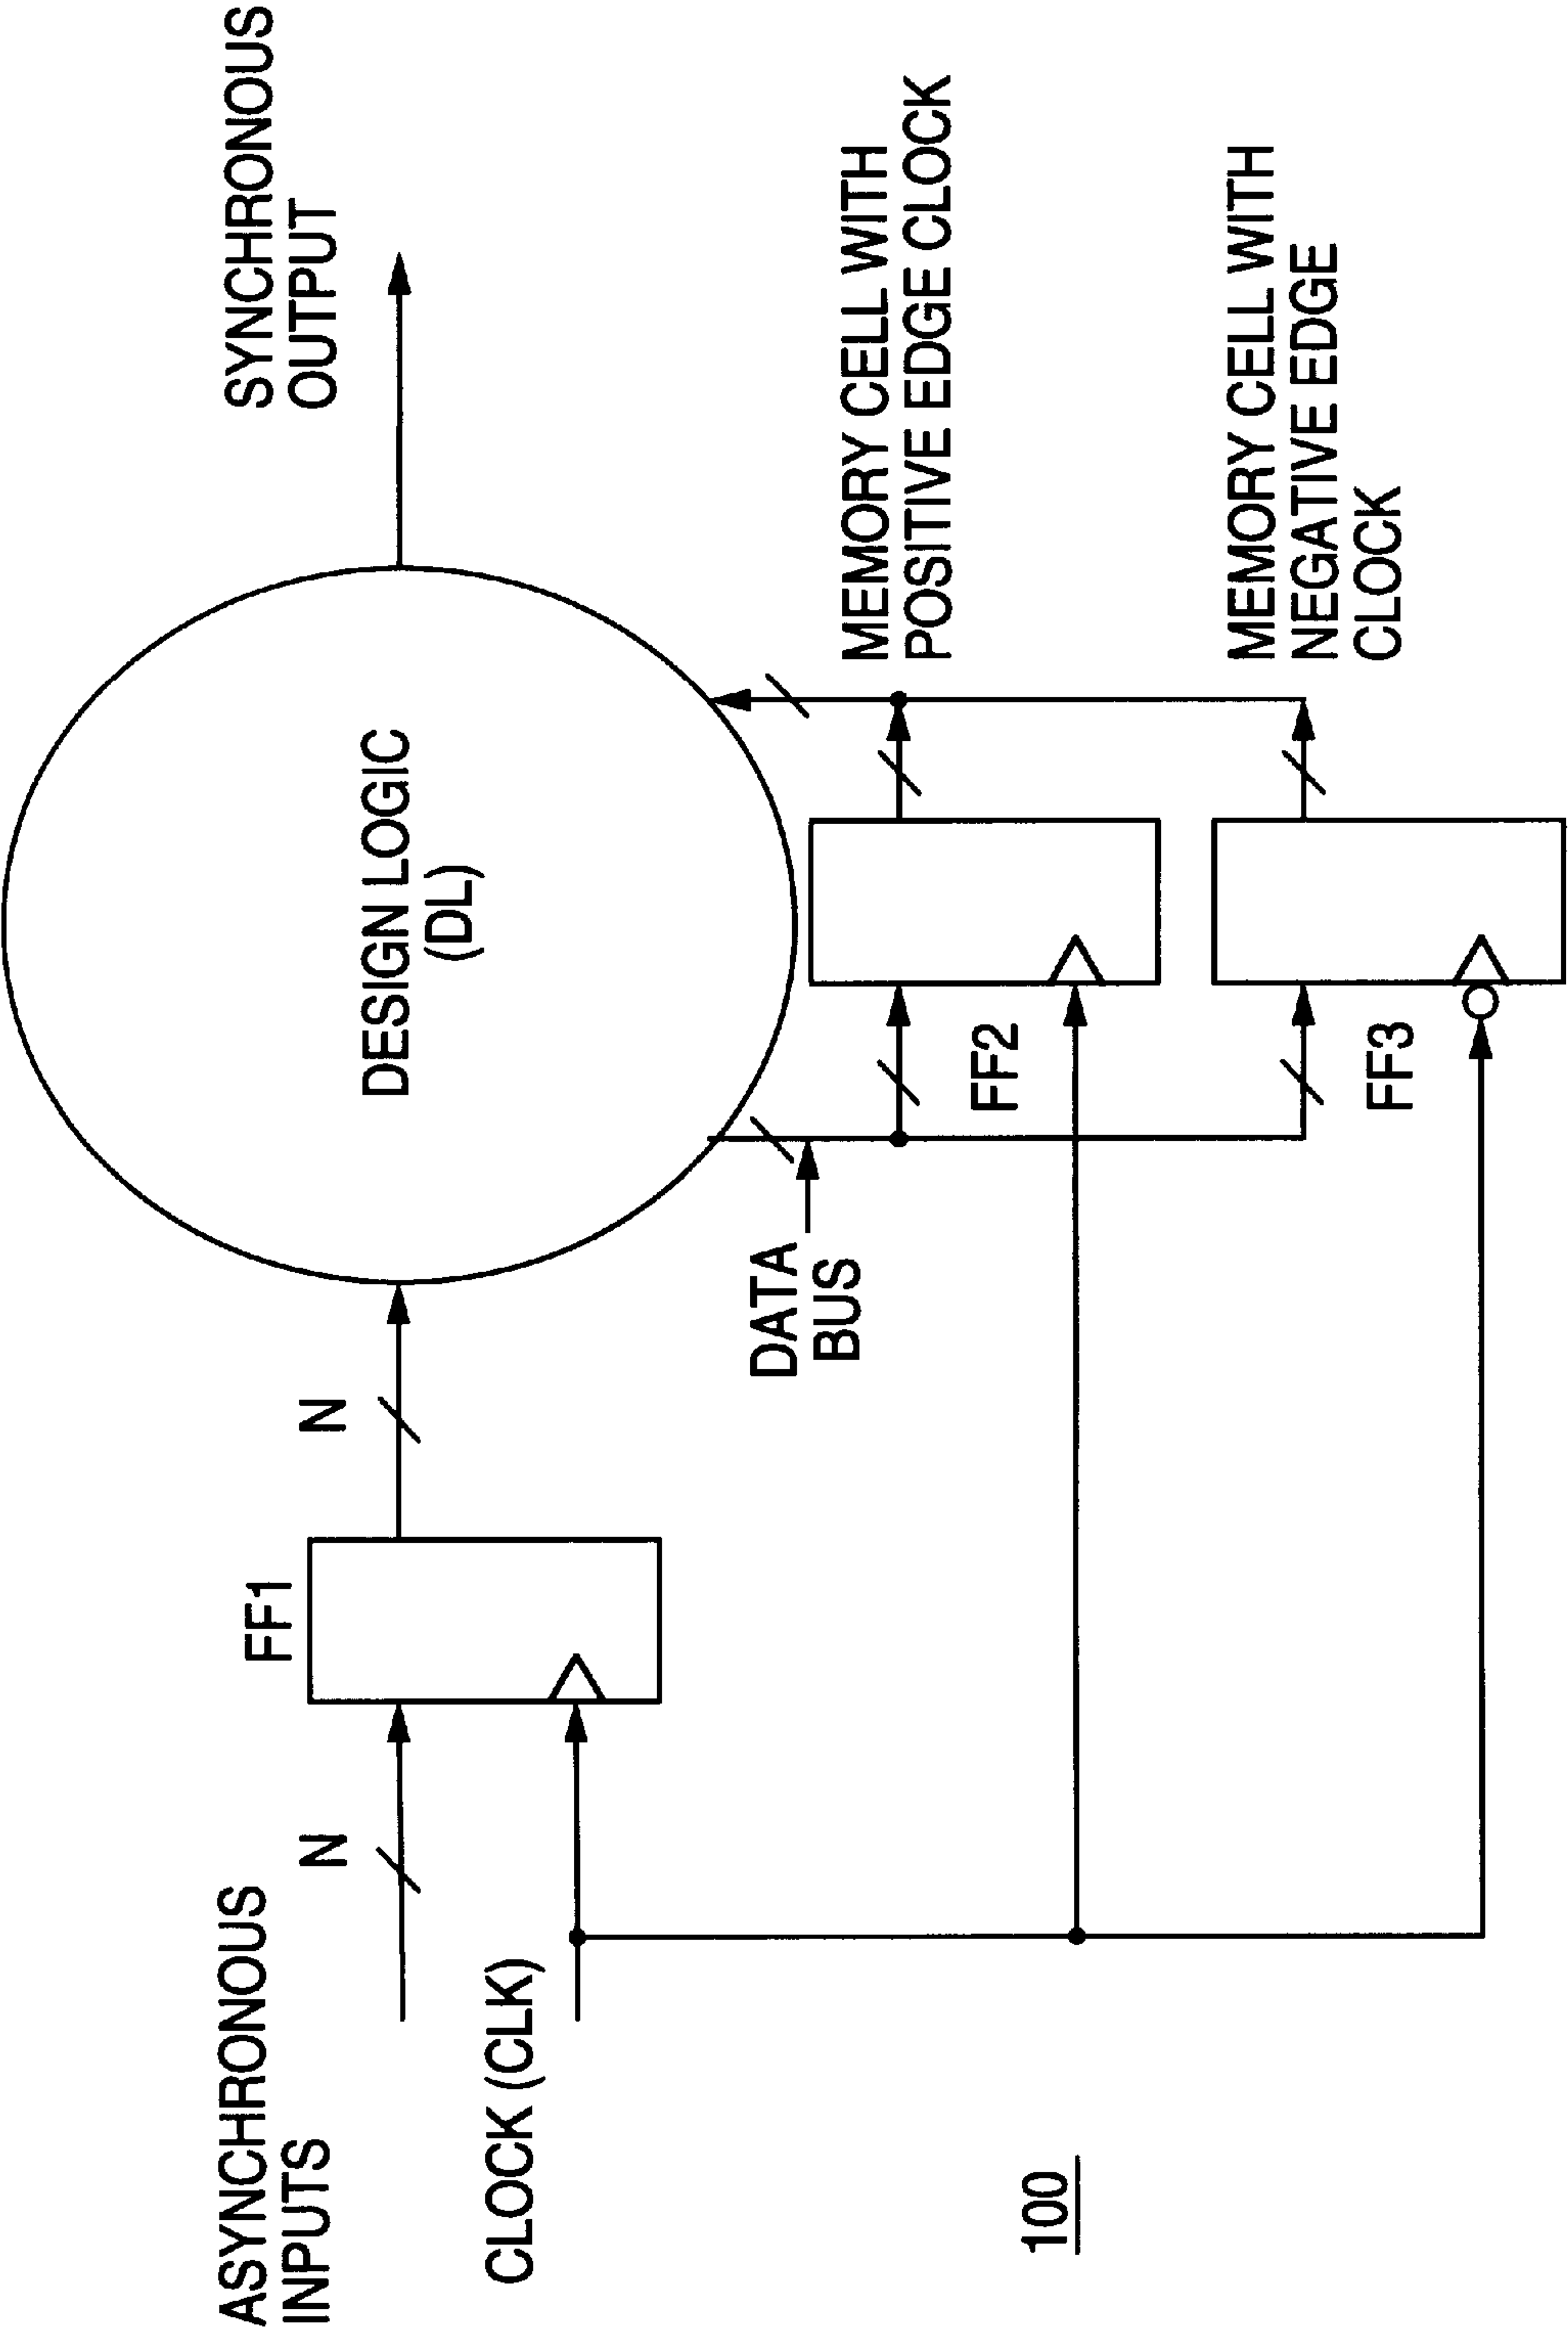 ASYNCHRONOUS
INPUTS
N
FF1
N
CLOCK (CLK)
DESIGN LOGIC
(DL)
SYNCHRONOUS
OUTPUT
DATA
BUS
FF2
MEMORY CELL WITH
POSITIVE EDGE CLOCK
FF3
MEMORY CELL WITH
NEGATIVE EDGE
CLOCK
100